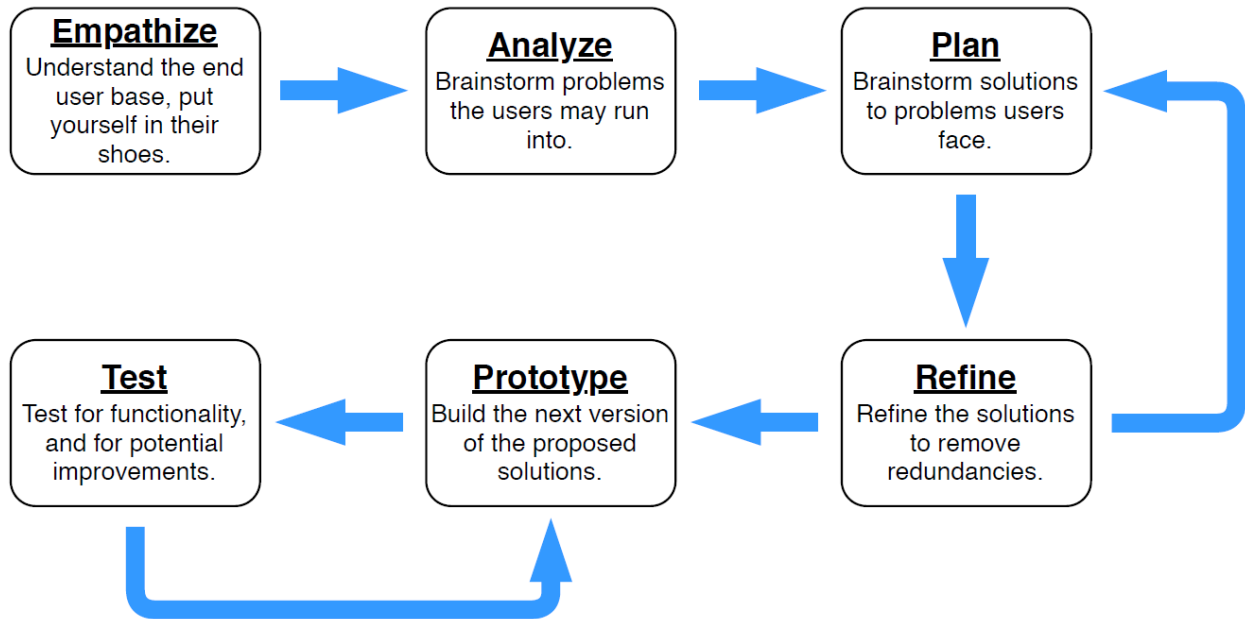 Empathize
Understand the end
user base, put
yourself in their
shoes.
Analyze
Brainstorm problems
the users may run
into.
Plan
Brainstorm solutions
to problems users
face.
Refine
Refine the solutions
to remove
redundancies.
Prototype
Build the next version
of the proposed
solutions.
Test
Test for functionality,
and for potential
improvements.